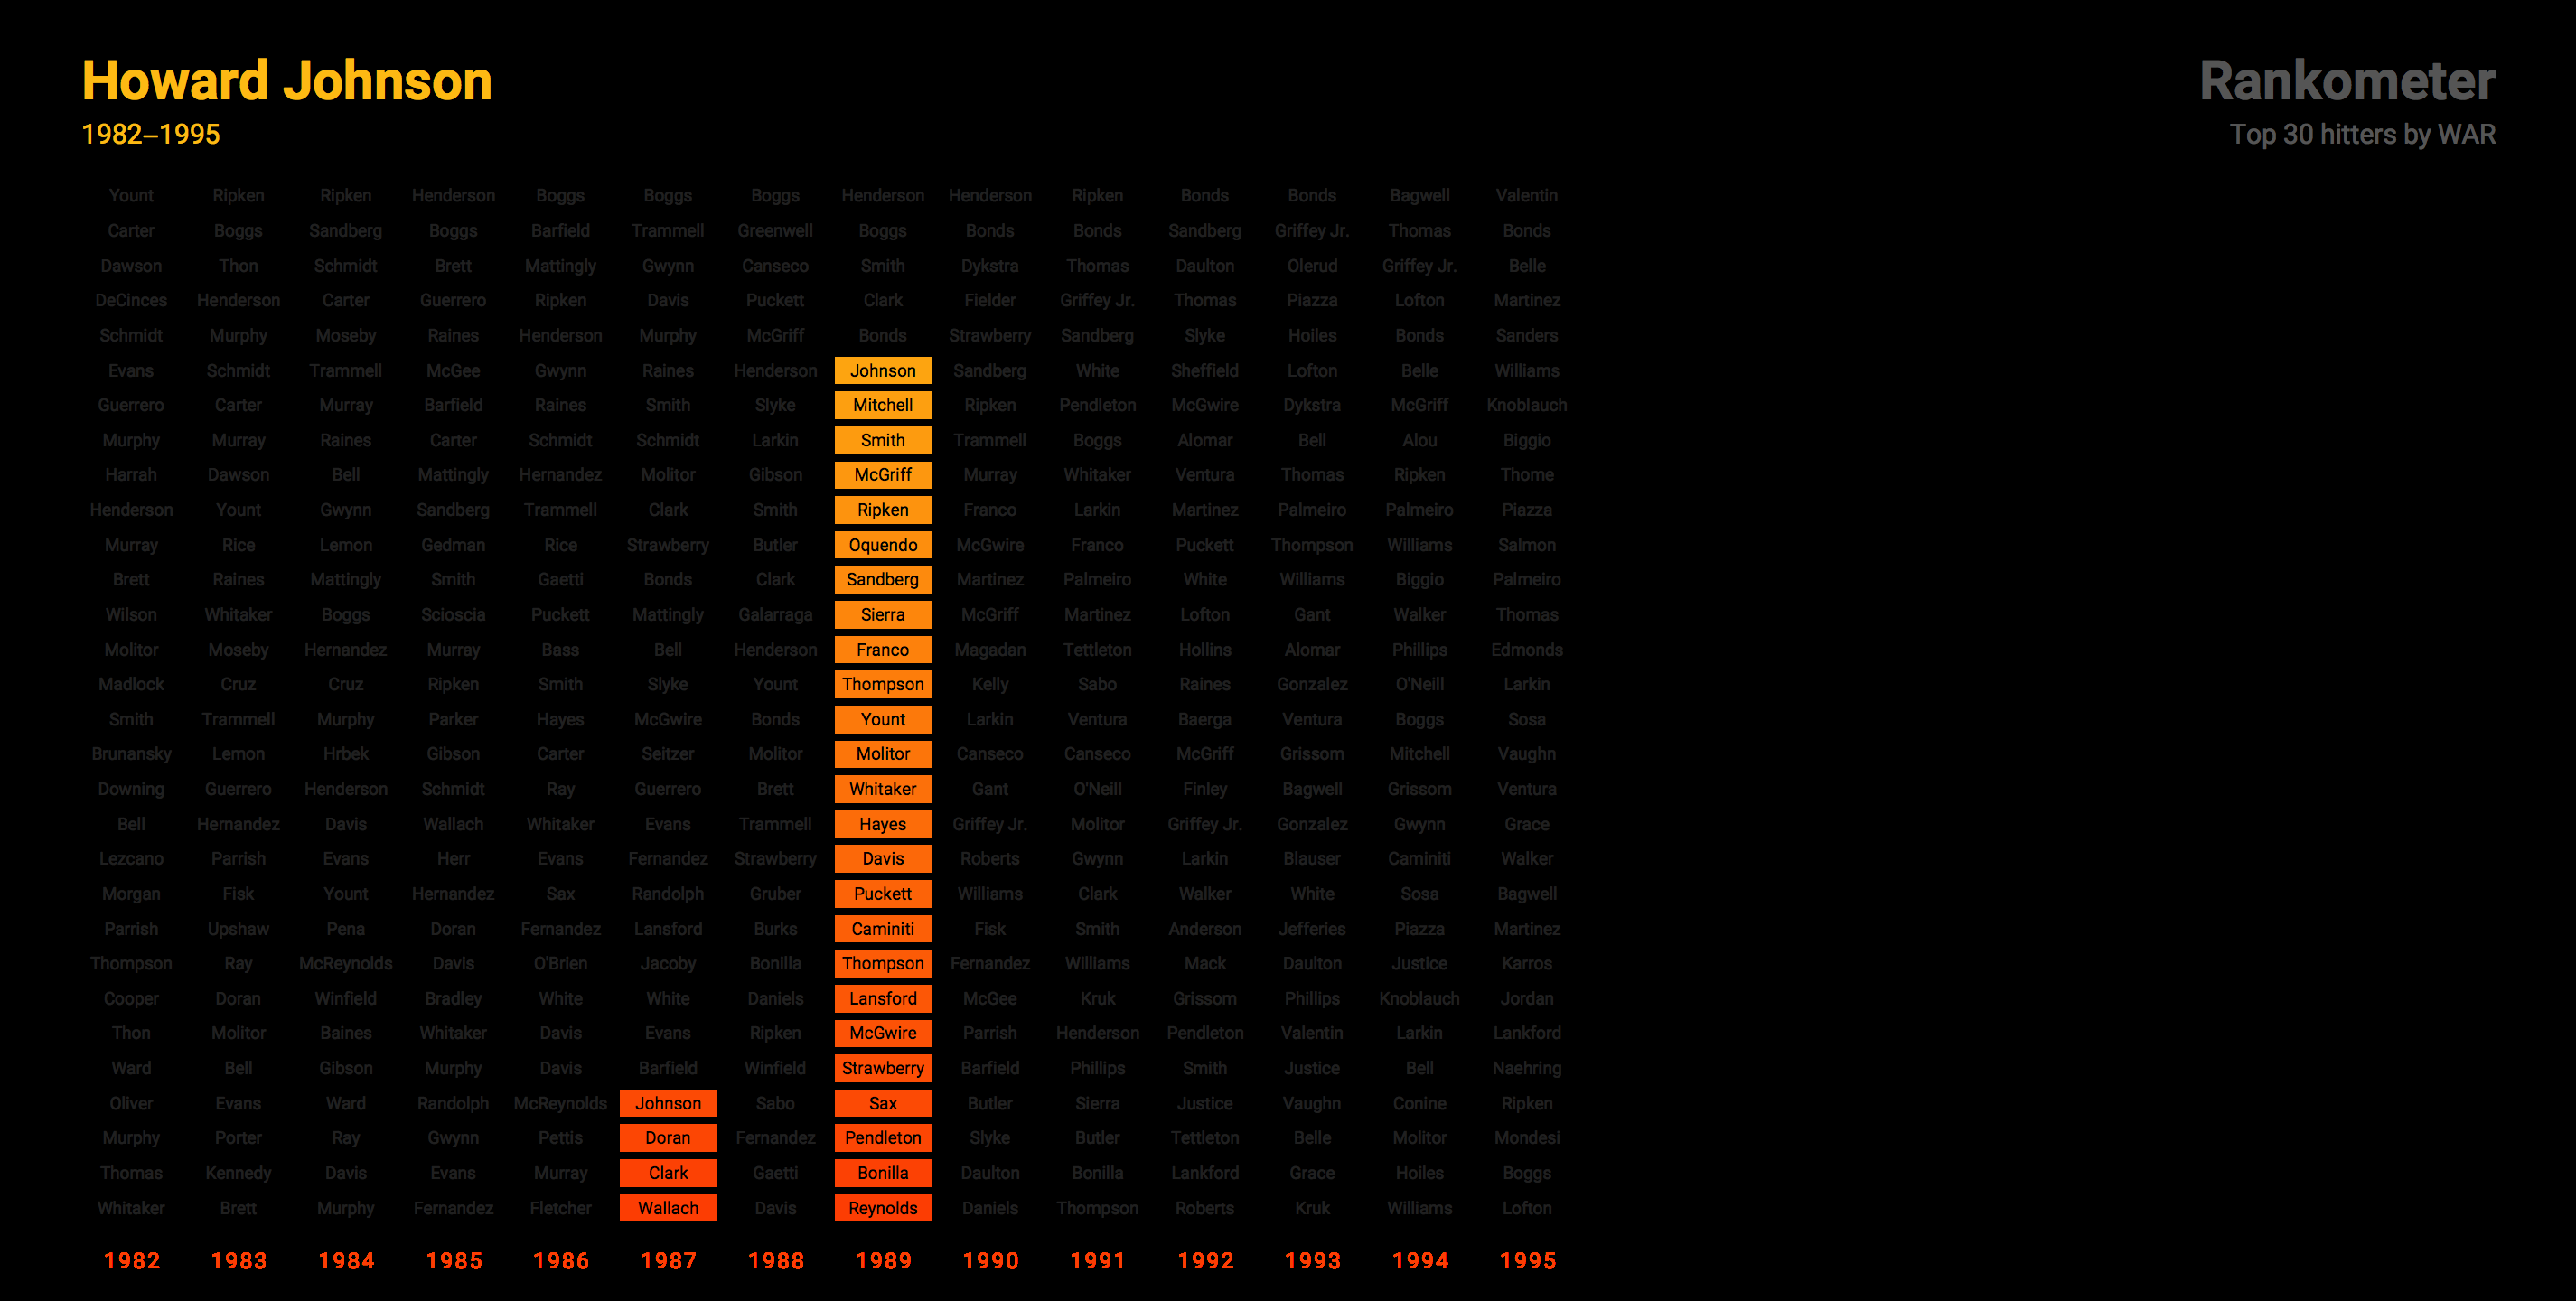 Howard Johnson
1982–1995
Rankometer
Top 30 hitters by WAR
Yount Ripken Ripken Henderson Boggs Boggs Boggs Henderson Henderson Ripken Bonds Bonds Bagwell Valentin
Carter Boggs Sandberg Boggs Barfield Trammell Greenwell Boggs Bonds Bonds Sandberg Griffey Jr. Thomas Bonds
Dawson Thon Schmidt Brett Mattingly Gwynn Canseco Smith Dykstra Thomas Daulton Olerud Griffey Jr. Belle
DeCinces Henderson Carter Guerrero Ripken Davis Puckett Clark Fielder Griffey Jr. Thomas Piazza Lofton Martinez
Schmidt Murphy Moseby Raines Henderson Murphy McGriff Bonds Strawberry Sandberg Slyke Hoiles Bonds Sanders
Evans Schmidt Trammell McGee Gwynn Raines Henderson Johnson Sandberg White Sheffield Lofton Belle Williams
Guerrero Carter Murray Barfield Raines Smith Slyke Mitchell Ripken Pendleton McGwire Dykstra McGriff Knoblauch
Murphy Murray Raines Carter Schmidt Schmidt Larkin Smith Trammell Boggs Alomar Bell Alou Biggio
Harrah Dawson Bell Mattingly Hernandez Molitor Gibson McGriff Murray Whitaker Ventura Thomas Ripken Thome
Henderson Yount Gwynn Sandberg Trammell Clark Smith Ripken Franco Larkin Martinez Palmeiro Palmeiro Piazza
Murray Rice Lemon Gedman Rice Strawberry Butler Oquendo McGwire Franco Puckett Thompson Williams Salmon
Brett Raines Mattingly Smith Gaetti Bonds Clark Sandberg Martinez Palmeiro White Williams Biggio Palmeiro
Wilson Whitaker Boggs Scioscia Puckett Mattingly Galarraga Sierra McGriff Martinez Lofton Gant Walker Thomas
Molitor Moseby Hernandez Murray Bass Bell Henderson Franco Magadan Tettleton Hollins Alomar Phillips Edmonds
Madlock Cruz Cruz Ripken Smith Slyke Yount Thompson Kelly Sabo Raines Gonzalez O'Neill Larkin
Smith Trammell Murphy Parker Hayes McGwire Bonds Yount Larkin Ventura Baerga Ventura Boggs Sosa
Brunansky Lemon Hrbek Gibson Carter Seitzer Molitor Molitor Canseco Canseco McGriff Grissom Mitchell Vaughn
Downing Guerrero Henderson Schmidt Ray Guerrero Brett Whitaker Gant O'Neill Finley Bagwell Grissom Ventura
Bell Hernandez Davis Wallach Whitaker Evans Trammell Hayes Griffey Jr. Molitor Griffey Jr. Gonzalez Gwynn Grace
Lezcano Parrish Evans Herr Evans Fernandez Strawberry Davis Roberts Gwynn Larkin Blauser Caminiti Walker
Morgan Fisk Yount Hernandez Sax Randolph Gruber Puckett Williams Clark Walker White Sosa Bagwell
Parrish Upshaw Pena Doran Fernandez Lansford Burks Caminiti Fisk Smith Anderson Jefferies Piazza Martinez
Thompson Ray McReynolds Davis O'Brien Jacoby Bonilla Thompson Fernandez Williams Mack Daulton Justice Karros
Cooper Doran Winfield Bradley White White Daniels Lansford McGee Kruk Grissom Phillips Knoblauch Jordan
Thon Molitor Baines Whitaker Davis Evans Ripken McGwire Parrish Henderson Pendleton Valentin Larkin Lankford
Ward Bell Gibson Murphy Davis Barfield Winfield Strawberry Barfield Phillips Smith Justice Bell Naehring
Oliver Evans Ward Randolph McReynolds Johnson Sabo Sax Butler Sierra Justice Vaughn Conine Ripken
Murphy Porter Ray Gwynn Pettis Doran Fernandez Pendleton Slyke Butler Tettleton Belle Molitor Mondesi
Thomas Kennedy Davis Evans Murray Clark Gaetti Bonilla Daulton Bonilla Lankford Grace Hoiles Boggs
Whitaker Brett Murphy Fernandez Fletcher Wallach Davis Reynolds Daniels Thompson Roberts Kruk Williams Lofton
1982 1983 1984 1985 1986 1987 1988 1989 1990 1991 1992 1993 1994 1995